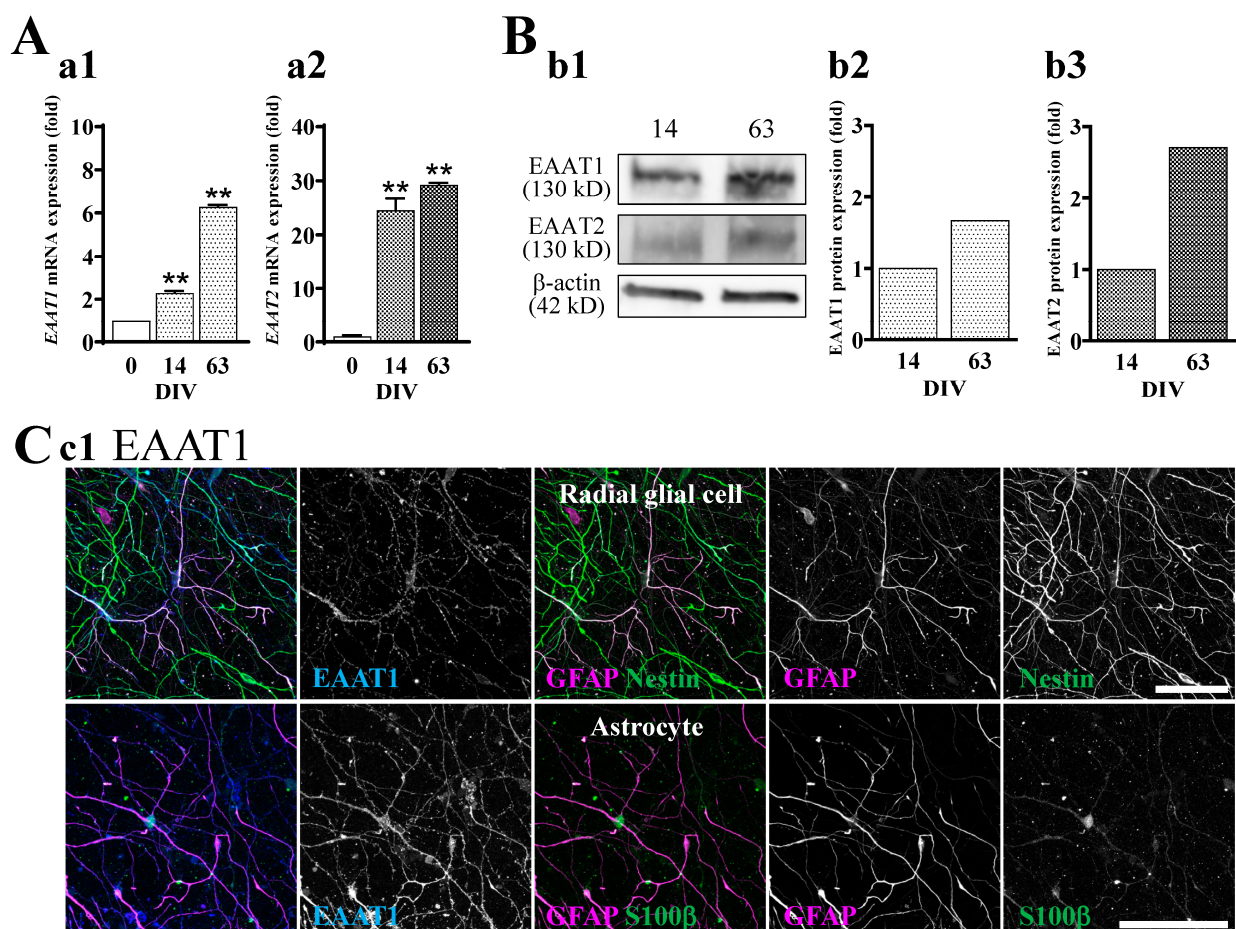 A
a1
EAAT1 mRNA expression (fold)
10
8
6
4
2
0
**
**
0 14 63
DIV
a2
EAAT2 mRNA expression (fold)
40
30
20
10
0
**
**
0 14 63
DIV
B
b1
14 63
EAAT1
(130 kD)
EAAT2
(130 kD)
β-actin
(42 kD)
b2
EAAT1 protein expression (fold)
3
2
1
0
14 63
DIV
b3
EAAT2 protein expression (fold)
3
2
1
0
14 63
DIV
C c1 EAAT1
Radial glial cell
EAAT1
GFAP Nestin
GFAP
Nestin
Astrocyte
EAAT1
GFAP S100β
GFAP
S100β